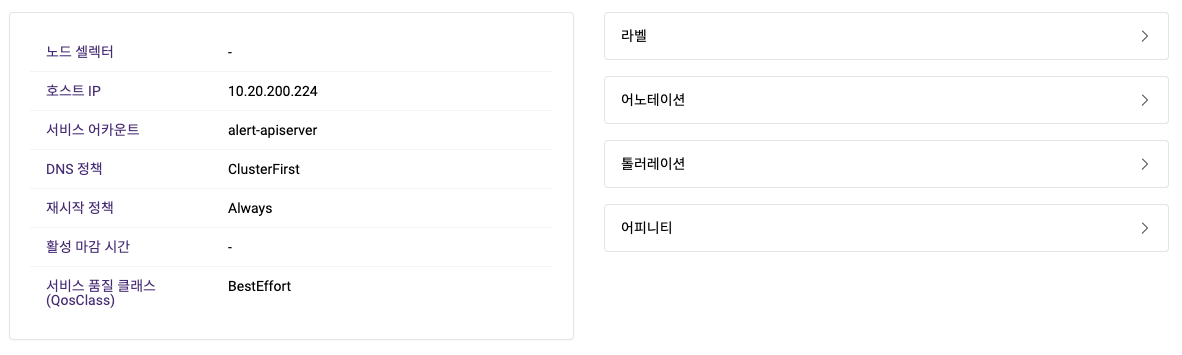 노드 셀렉터 -
호스트 IP 10.20.200.224
서비스 어카운트 alert-apiserver
DNS 정책 ClusterFirst
재시작 정책 Always
활성 마감 시간 -
서비스 품질 클래스 BestEffort
(QosClass)
라벨
어노테이션
톨러레이션
어피니티